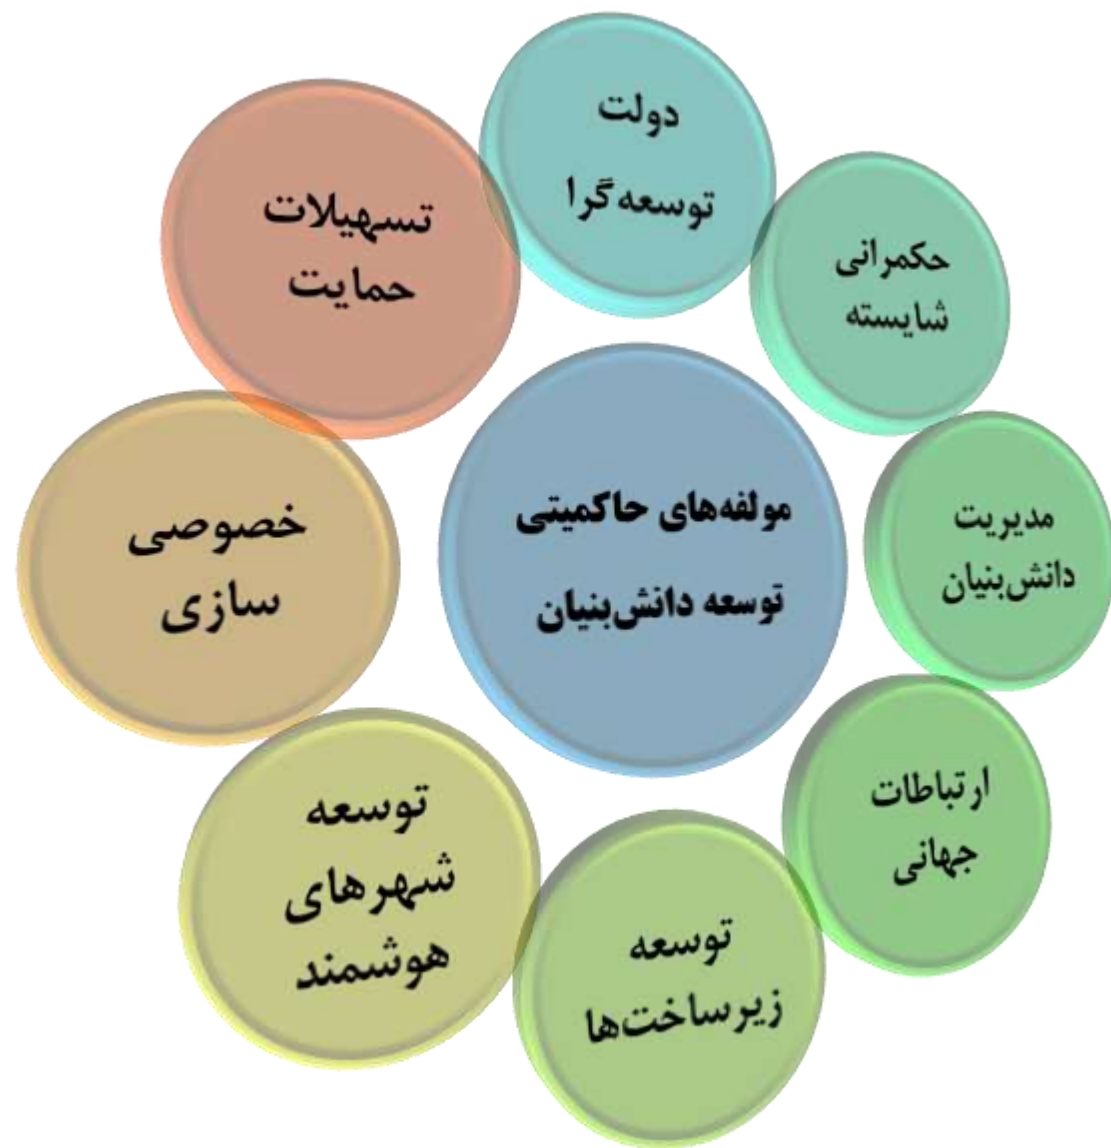 دولت
توسعه‌گرا
حکمرانی
شایسته
مدیریت
دانش‌بنیان
ارتباطات
جهانی
توسعه
زیرساخت‌ها
توسعه
شهرهای
هوشمند
خصوصی
سازی
تسهیلات
حمایت
مولفه‌های حاکمیتی
توسعه دانش‌بنیان